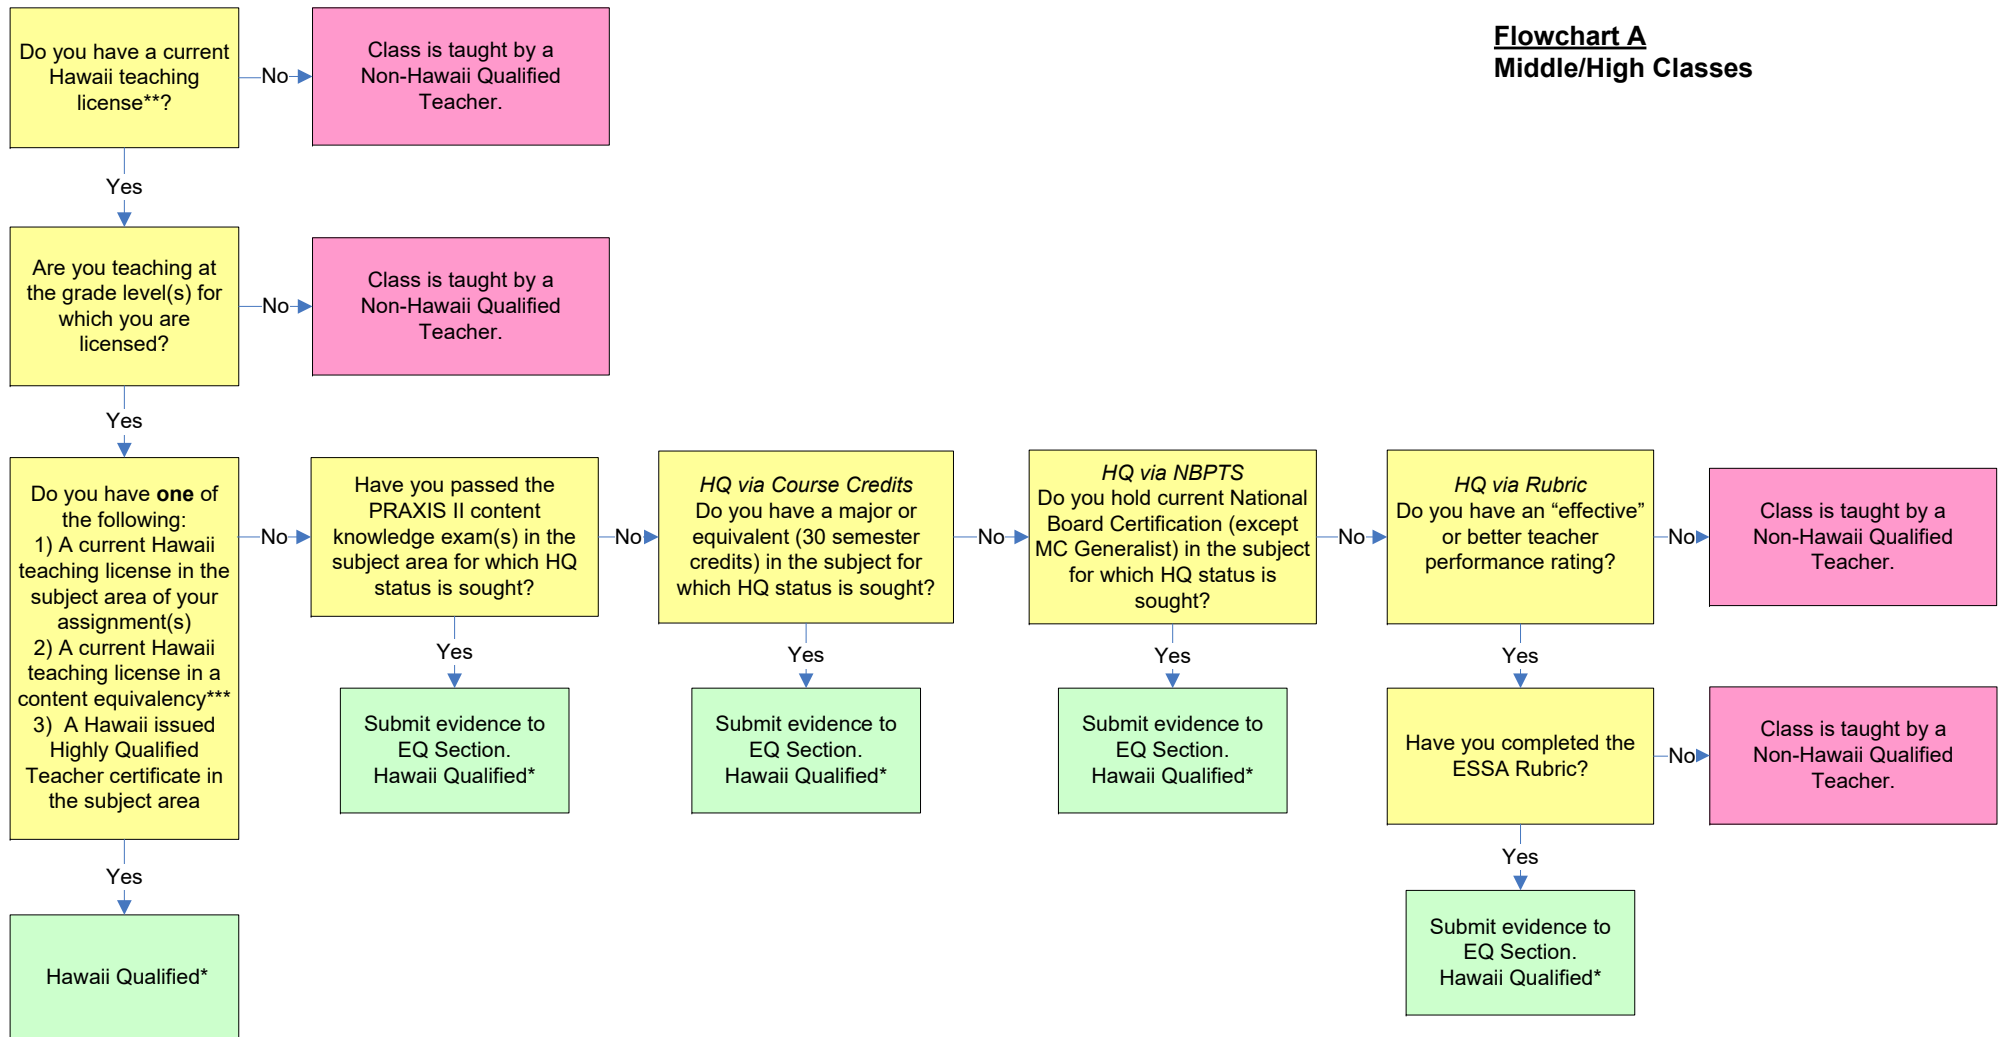 Flowchart A
Middle/High Classes
Do you have a current
Hawaii teaching
license**?
No
Class is taught by a
Non-Hawaii Qualified
Teacher.
Yes
Are you teaching at
the grade level(s) for
which you are
licensed?
No
Class is taught by a
Non-Hawaii Qualified
Teacher.
Yes
Do you have one of
the following:
1) A current Hawaii
teaching license in the
subject area of your
assignment(s)
2) A current Hawaii
teaching license in a
content equivalency***
3) A Hawaii issued
Highly Qualified
Teacher certificate in
the subject area
No
Have you passed the
PRAXIS II content
knowledge exam(s) in the
subject area for which HQ
status is sought?
No
HQ via Course Credits
Do you have a major or
equivalent (30 semester
credits) in the subject for
which HQ status is sought?
No
HQ via NBPTS
Do you hold current National
Board Certification (except
MC Generalist) in the subject
for which HQ status is
sought?
No
HQ via Rubric
Do you have an “effective”
or better teacher
performance rating?
No
Class is taught by a
Non-Hawaii Qualified
Teacher.
Yes
Submit evidence to
EQ Section.
Hawaii Qualified*
Yes
Submit evidence to
EQ Section.
Hawaii Qualified*
Yes
Submit evidence to
EQ Section.
Hawaii Qualified*
Yes
Have you completed the
ESSA Rubric?
No
Class is taught by a
Non-Hawaii Qualified
Teacher.
Yes
Hawaii Qualified*
Yes
Submit evidence to
EQ Section.
Hawaii Qualified*